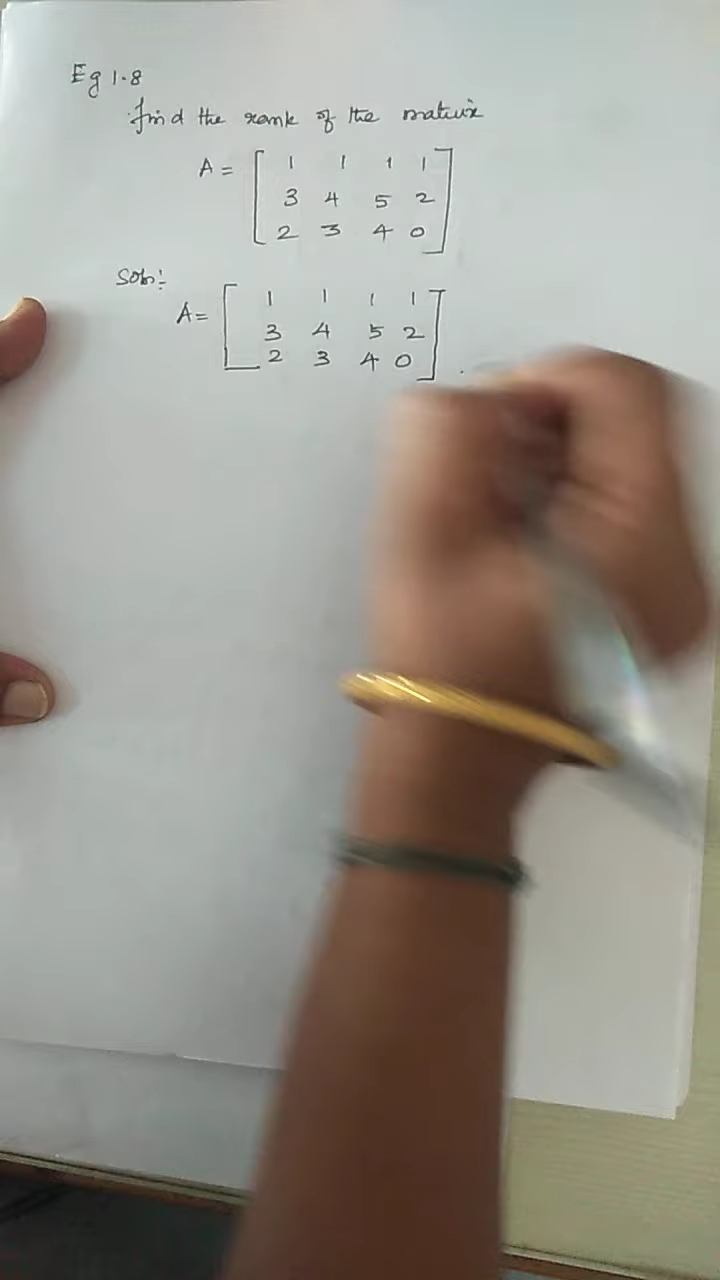 Eg 1.8
find the rank of the matrix
A = [ 1 1 1 1
3 4 5 2
2 3 4 0 ]
Soln:
A = [ 1 1 1 1
3 4 5 2
2 3 4 0 ]